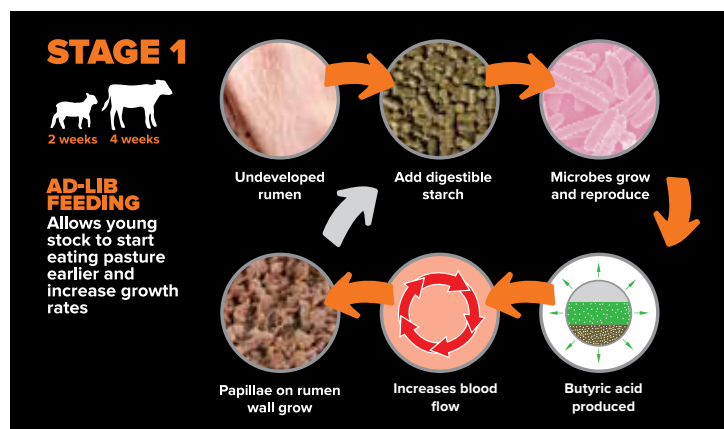 STAGE 1
2 weeks 4 weeks
AD-LIB
FEEDING
Allows young
stock to start
eating pasture
earlier and
increase growth
rates
Undeveloped
rumen
Add digestible
starch
Microbes grow
and reproduce
Butyric acid
produced
Increases blood
flow
Papillae on rumen
wall grow